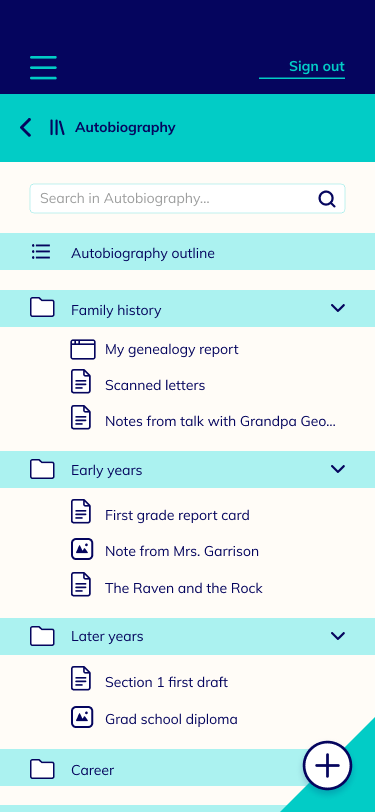 Sign out
Autobiography
Search in Autobiography...
Autobiography outline
Family history
My genealogy report
Scanned letters
Notes from talk with Grandpa Geo...
Early years
First grade report card
Note from Mrs. Garrison
The Raven and the Rock
Later years
Section 1 first draft
Grad school diploma
Career